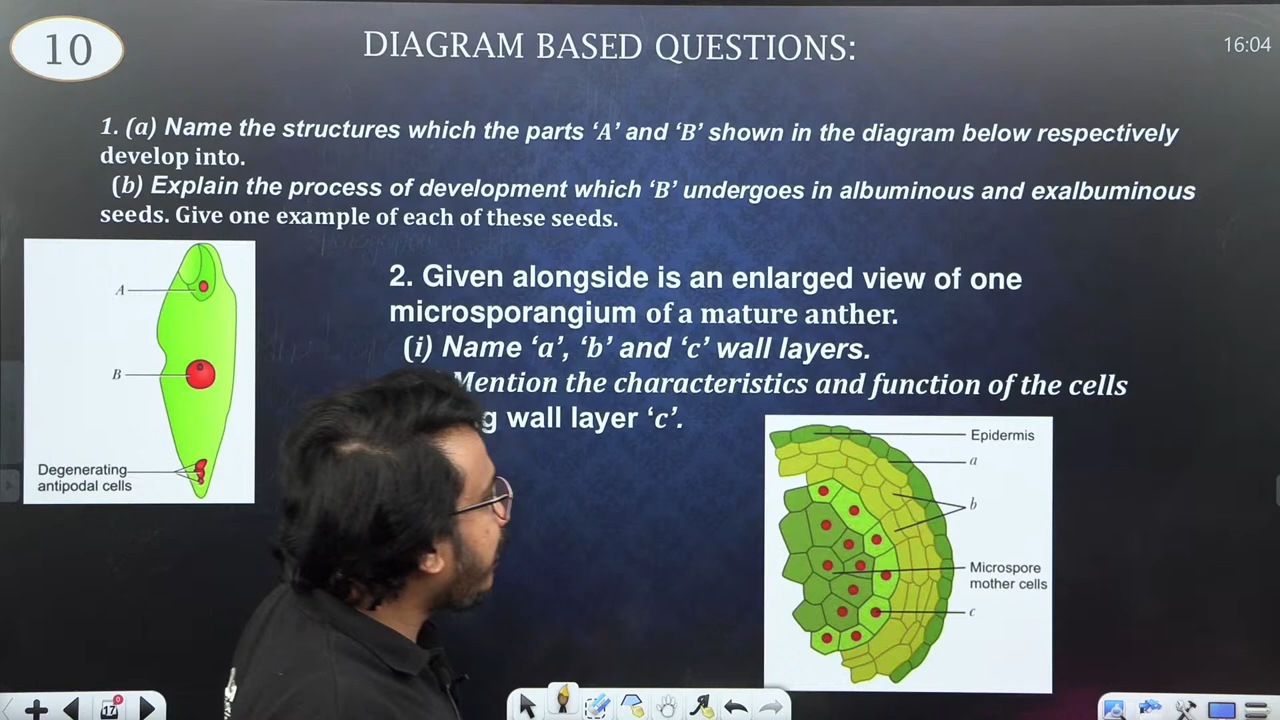 10
DIAGRAM BASED QUESTIONS:
16:04
1. (a) Name the structures which the parts ‘A’ and ‘B’ shown in the diagram below respectively
develop into.
(b) Explain the process of development which ‘B’ undergoes in albuminous and exalbuminous
seeds. Give one example of each of these seeds.
A
B
Degenerating
antipodal cells
2. Given alongside is an enlarged view of one
microsporangium of a mature anther.
(i) Name ‘a’, ‘b’ and ‘c’ wall layers.
Mention the characteristics and function of the cells
wall layer ‘c’.
Epidermis
a
b
Microspore
mother cells
c
17